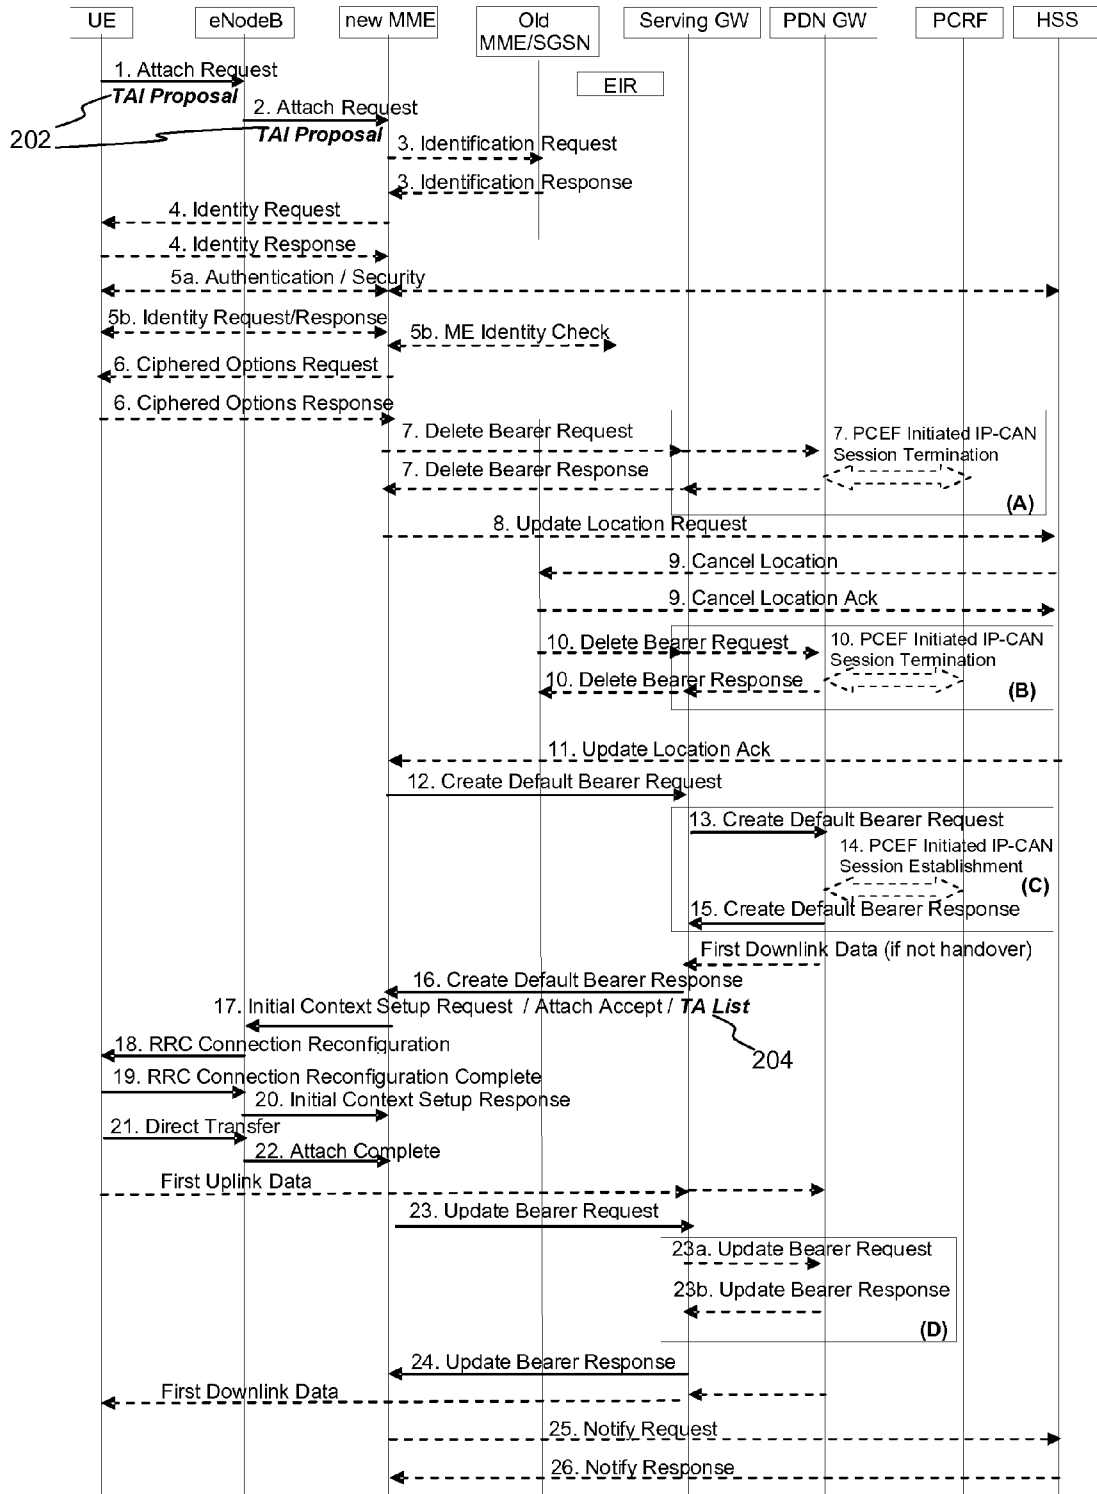 UE
eNodeB
new MME
Old
MME/SGSN
Serving GW
PDN GW
PCRF
HSS
EIR
1. Attach Request
TAI Proposal
202
2. Attach Request
TAI Proposal
3. Identification Request
3. Identification Response
4. Identity Request
4. Identity Response
5a. Authentication / Security
5b. Identity Request/Response
5b. ME Identity Check
6. Ciphered Options Request
6. Ciphered Options Response
7. Delete Bearer Request
7. PCEF Initiated IP-CAN
Session Termination
7. Delete Bearer Response
(A)
8. Update Location Request
9. Cancel Location
9. Cancel Location Ack
10. Delete Bearer Request
10. PCEF Initiated IP-CAN
Session Termination
10. Delete Bearer Response
(B)
11. Update Location Ack
12. Create Default Bearer Request
13. Create Default Bearer Request
14. PCEF Initiated IP-CAN
Session Establishment
(C)
15. Create Default Bearer Response
First Downlink Data (if not handover)
16. Create Default Bearer Response
17. Initial Context Setup Request / Attach Accept / TA List
204
18. RRC Connection Reconfiguration
19. RRC Connection Reconfiguration Complete
20. Initial Context Setup Response
21. Direct Transfer
22. Attach Complete
First Uplink Data
23. Update Bearer Request
23a. Update Bearer Request
23b. Update Bearer Response
(D)
24. Update Bearer Response
First Downlink Data
25. Notify Request
26. Notify Response